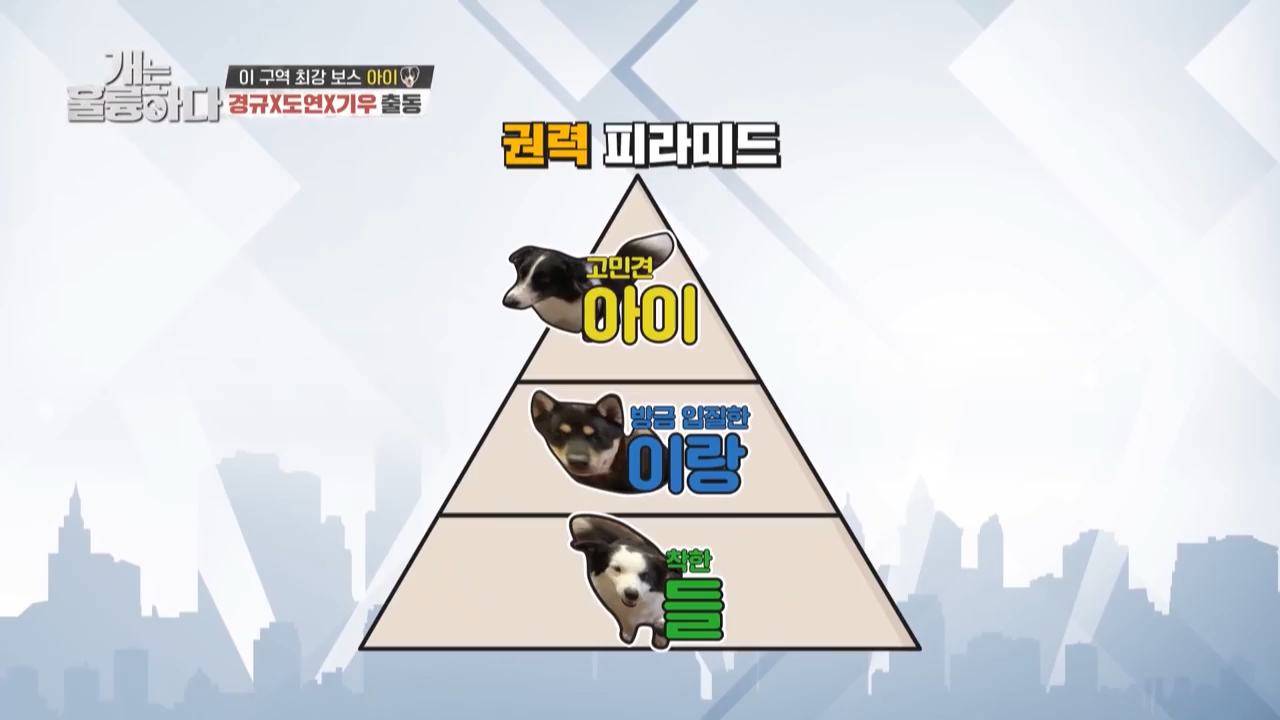 개는
훌륭하다
이 구역 최강 보스 아이
경규X도연X기우 출동
권력 피라미드
고민견
아이
방금 입질한
이랑
착한
들